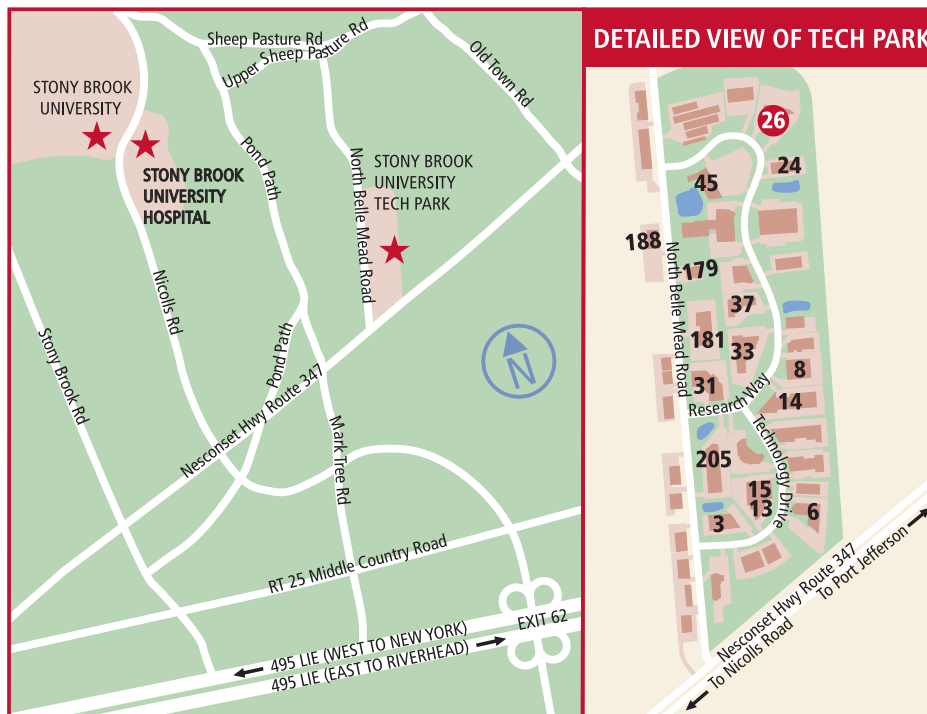 DETAILED VIEW OF TECH PARK
Sheep Pasture Rd
Upper Sheep Pasture Rd
Old Town Rd
STONY BROOK
UNIVERSITY
STONY BROOK
UNIVERSITY
HOSPITAL
Pond Path
North Belle Mead Road
STONY BROOK
UNIVERSITY
TECH PARK
Nicolls Rd
Stony Brook Rd
Pond Path
Nesconset Hwy Route 347
N
Mark Tree Rd
RT 25 Middle Country Road
EXIT 62
495 LIE (WEST TO NEW YORK)
495 LIE (EAST TO RIVERHEAD)
26
24
45
188
179
North Belle Mead Road
37
181
33
8
31
14
Research Way
Technology Drive
205
15
13
6
3
Nesconset Hwy Route 347
To Port Jefferson
To Nicolls Road